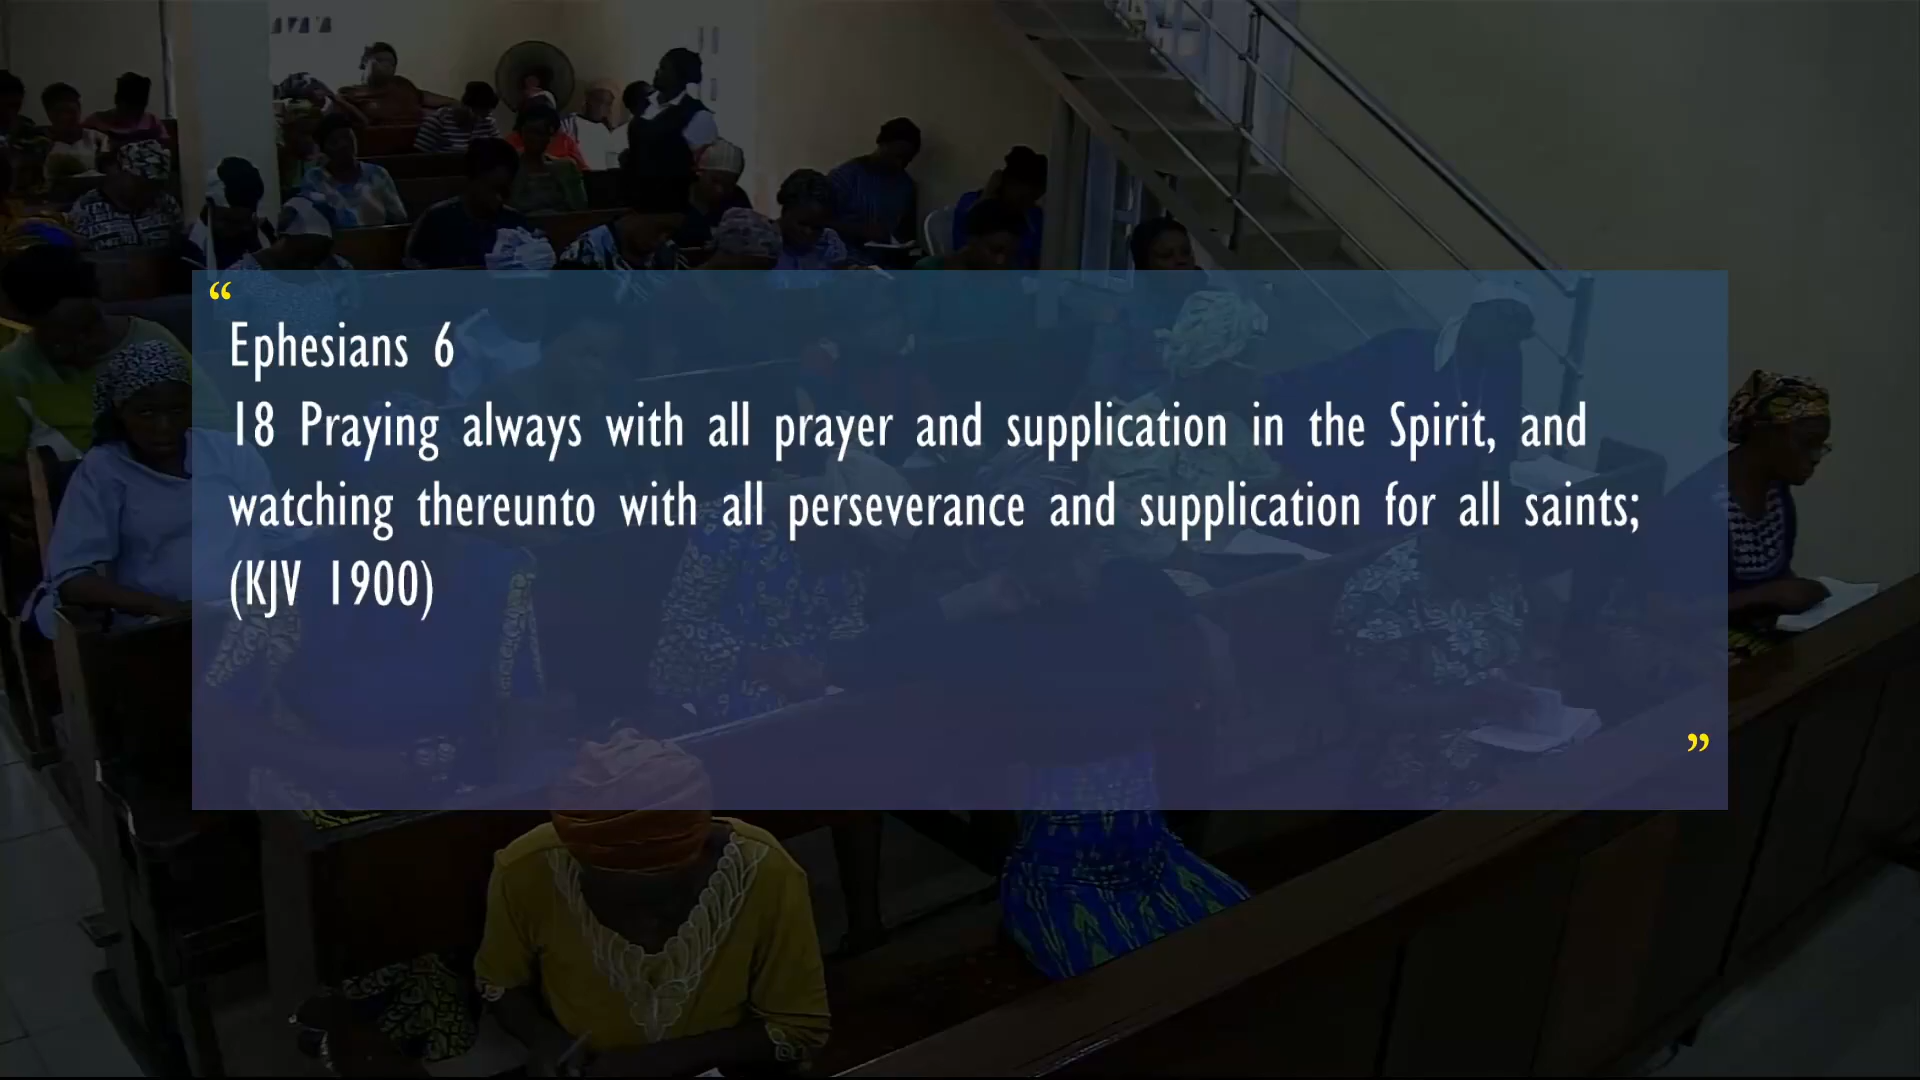 “
Ephesians 6
18 Praying always with all prayer and supplication in the Spirit, and
watching thereunto with all perseverance and supplication for all saints;
(KJV 1900)
”